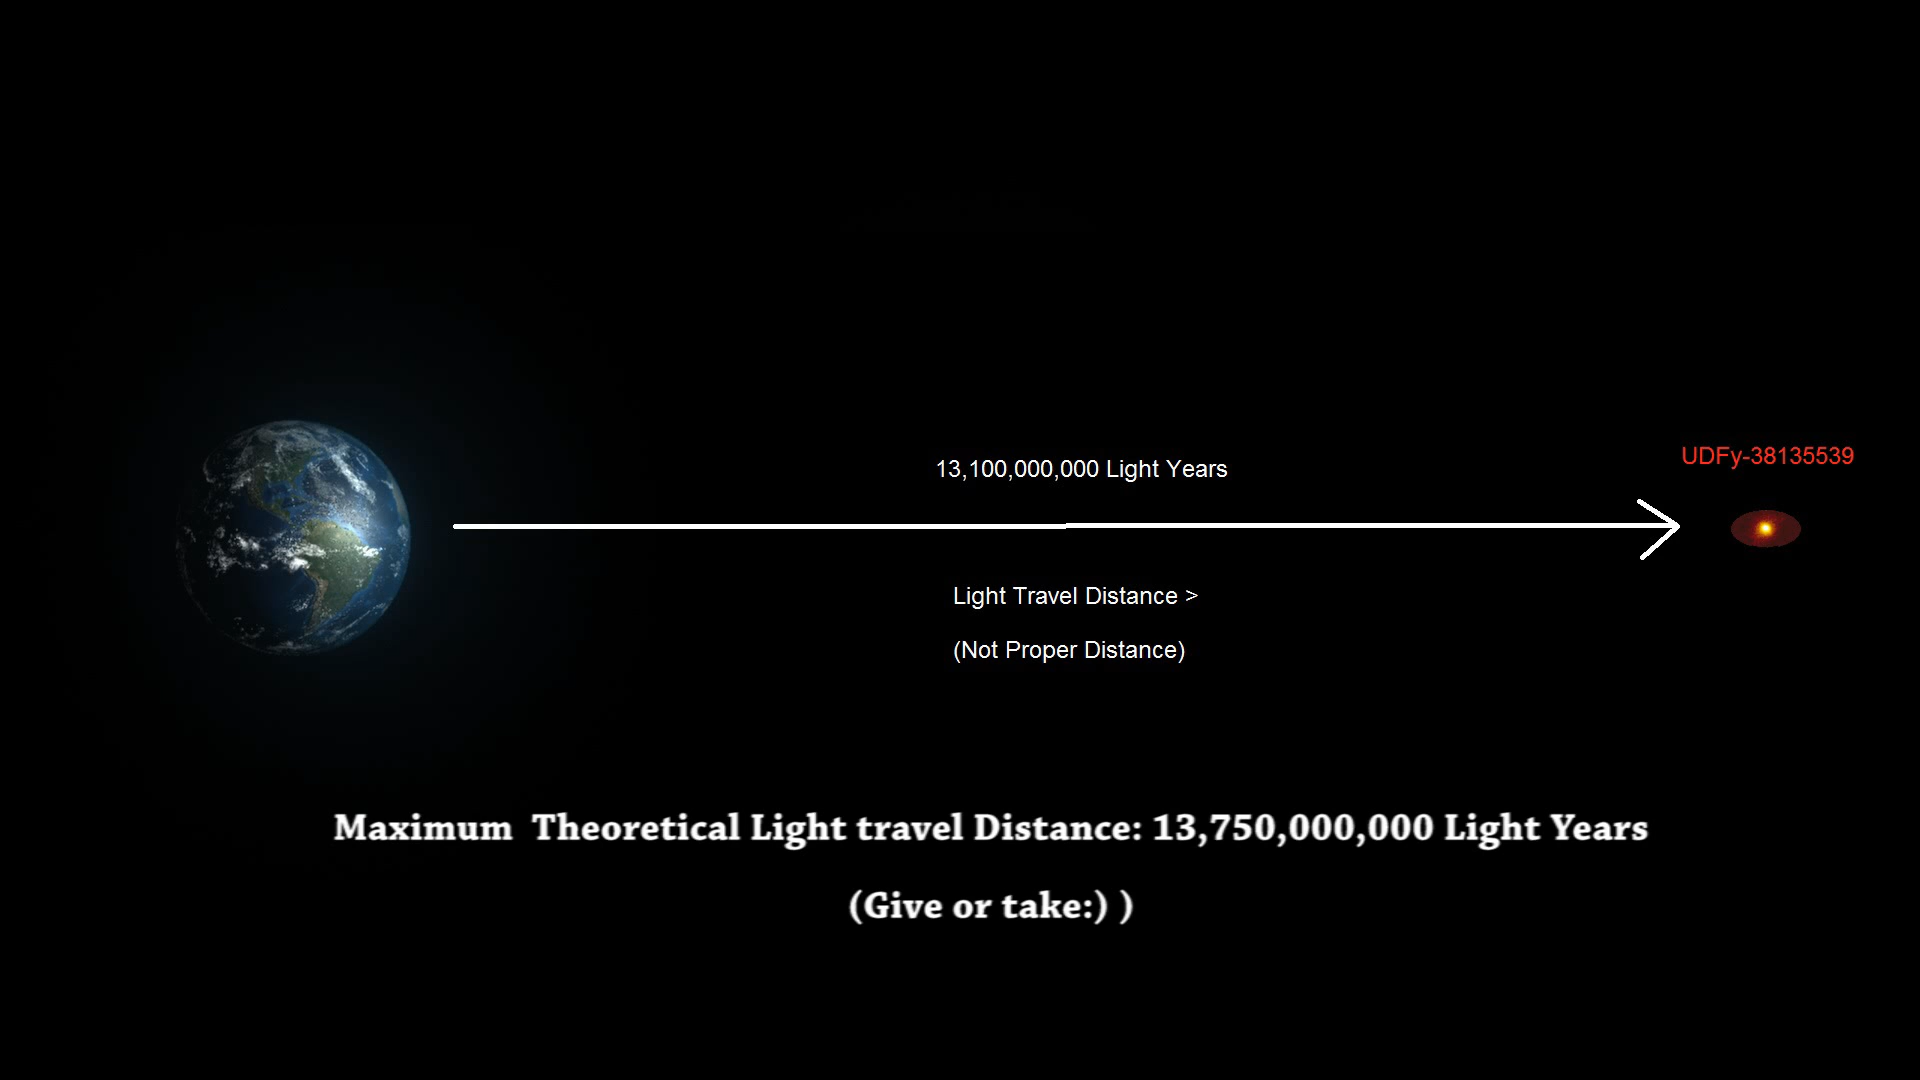 UDFy-38135539
13,100,000,000 Light Years
Light Travel Distance >
(Not Proper Distance)
Maximum  Theoretical Light travel Distance: 13,750,000,000 Light Years
(Give or take:) )